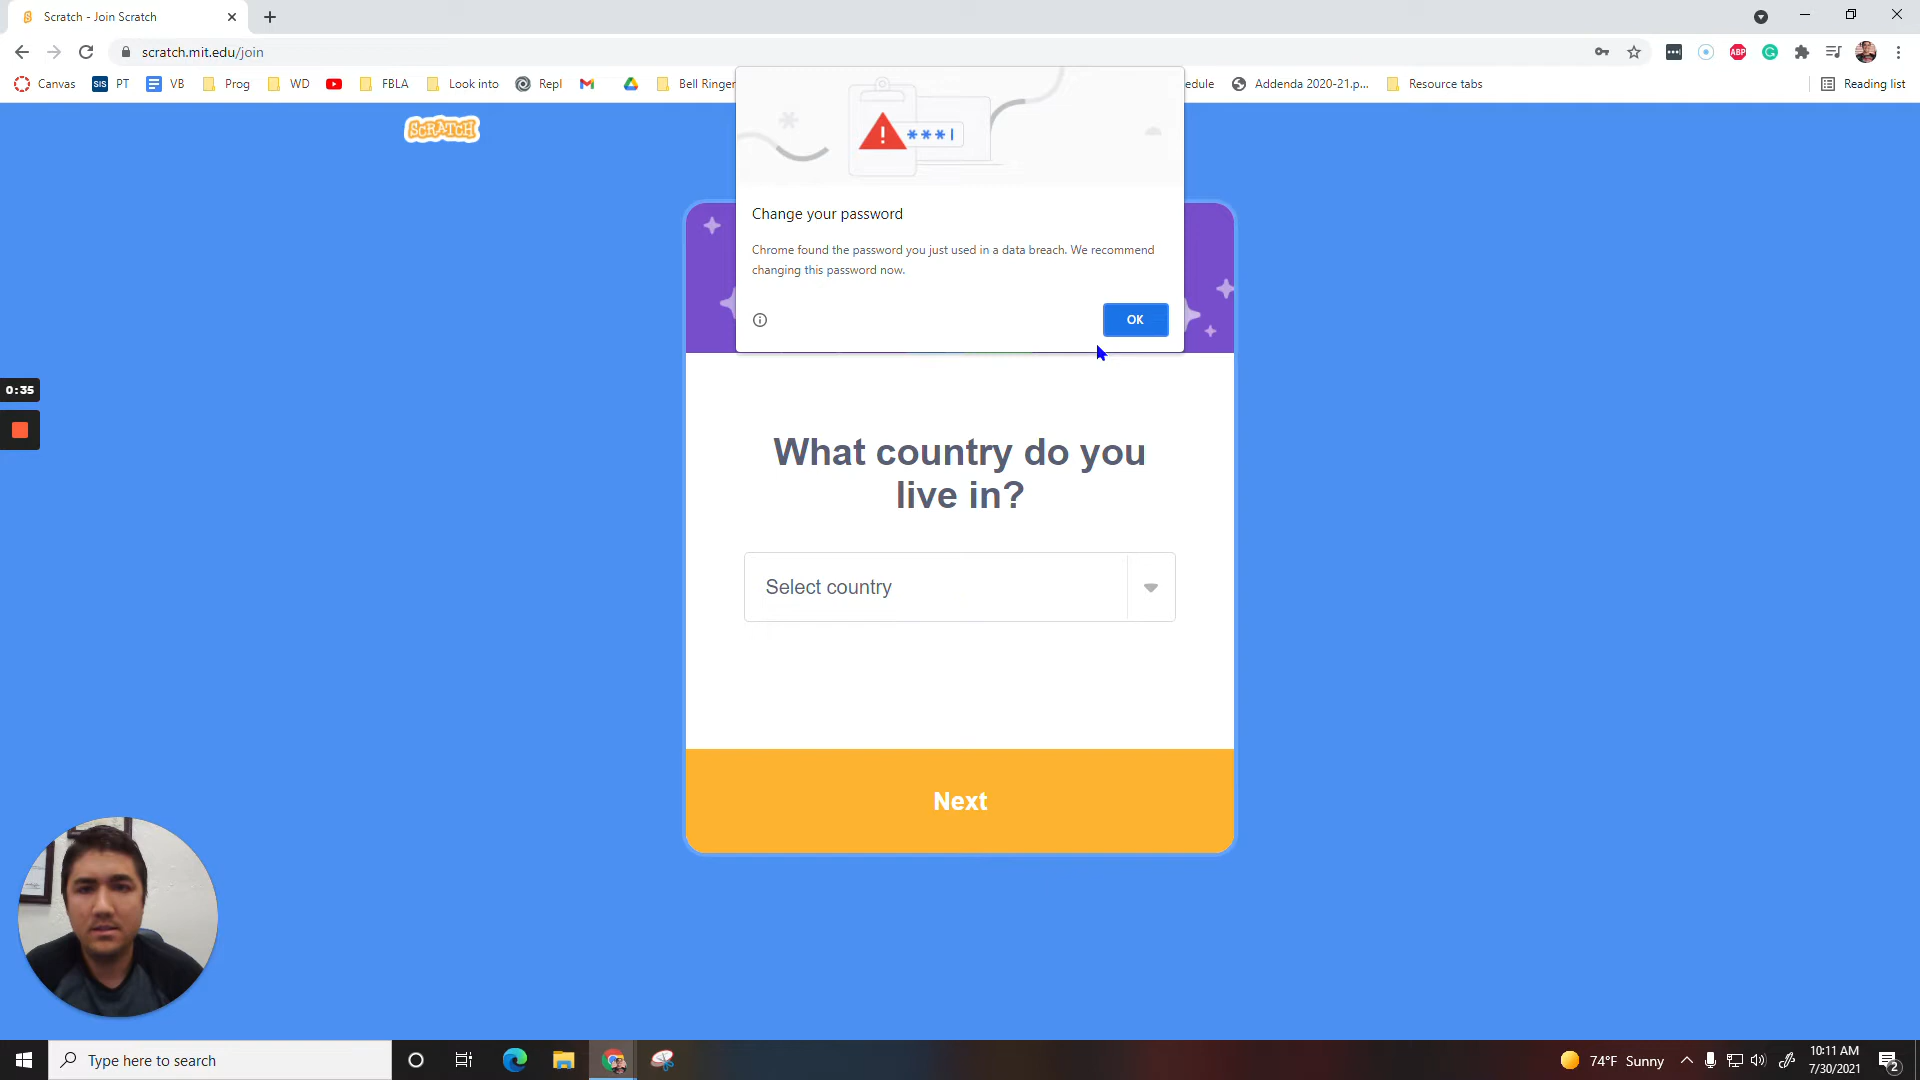 Scratch - Join Scratch
scratch.mit.edu/join
ABP
Canvas
SIS PT
VB
Prog
WD
FBLA
Look into
Repl
Bell Ringer
edule
Addenda 2020-21.p...
Resource tabs
Reading list
SCRATCH
***|
Change your password
Chrome found the password you just used in a data breach. We recommend
changing this password now.
OK
0:35
What country do you
live in?
Select country
Next
Type here to search
74°F Sunny
10:11 AM
7/30/2021
2